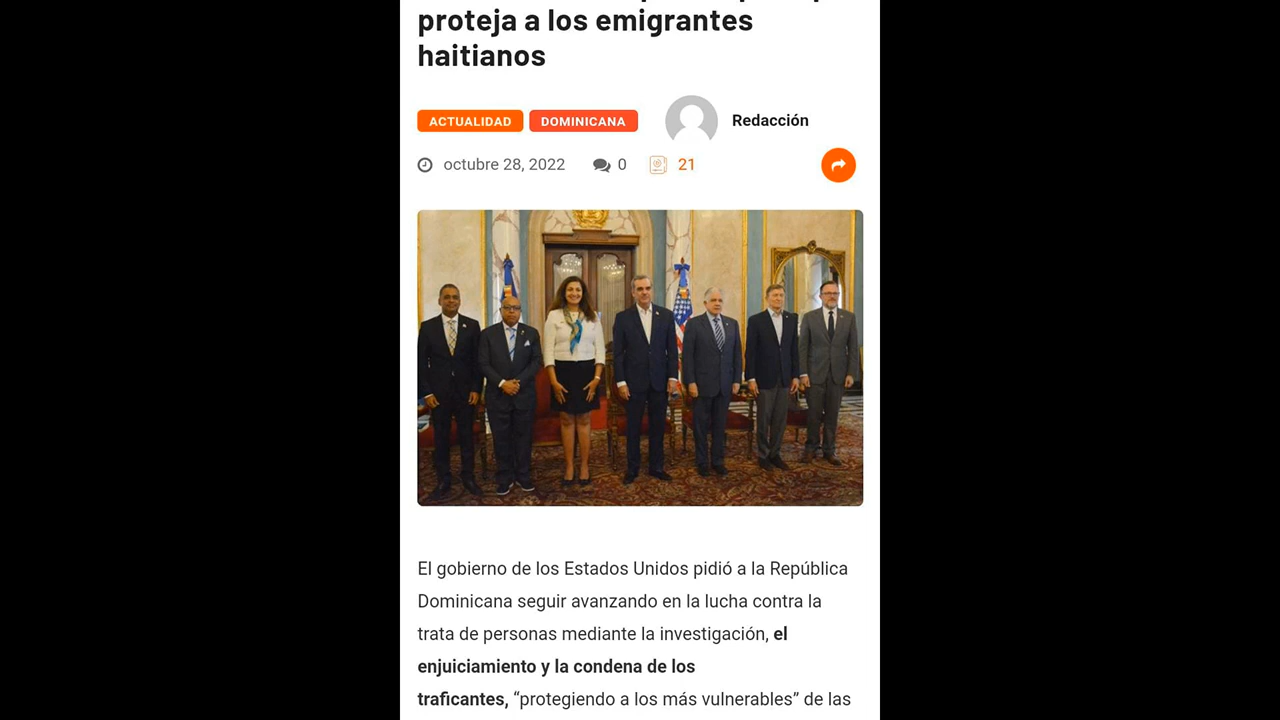 proteja a los emigrantes
haitianos
ACTUALIDAD DOMINICANA Redacción
octubre 28, 2022 0 21
El gobierno de los Estados Unidos pidió a la República
Dominicana seguir avanzando en la lucha contra la
trata de personas mediante la investigación, el
enjuiciamiento y la condena de los
traficantes, “protegiendo a los más vulnerables” de las